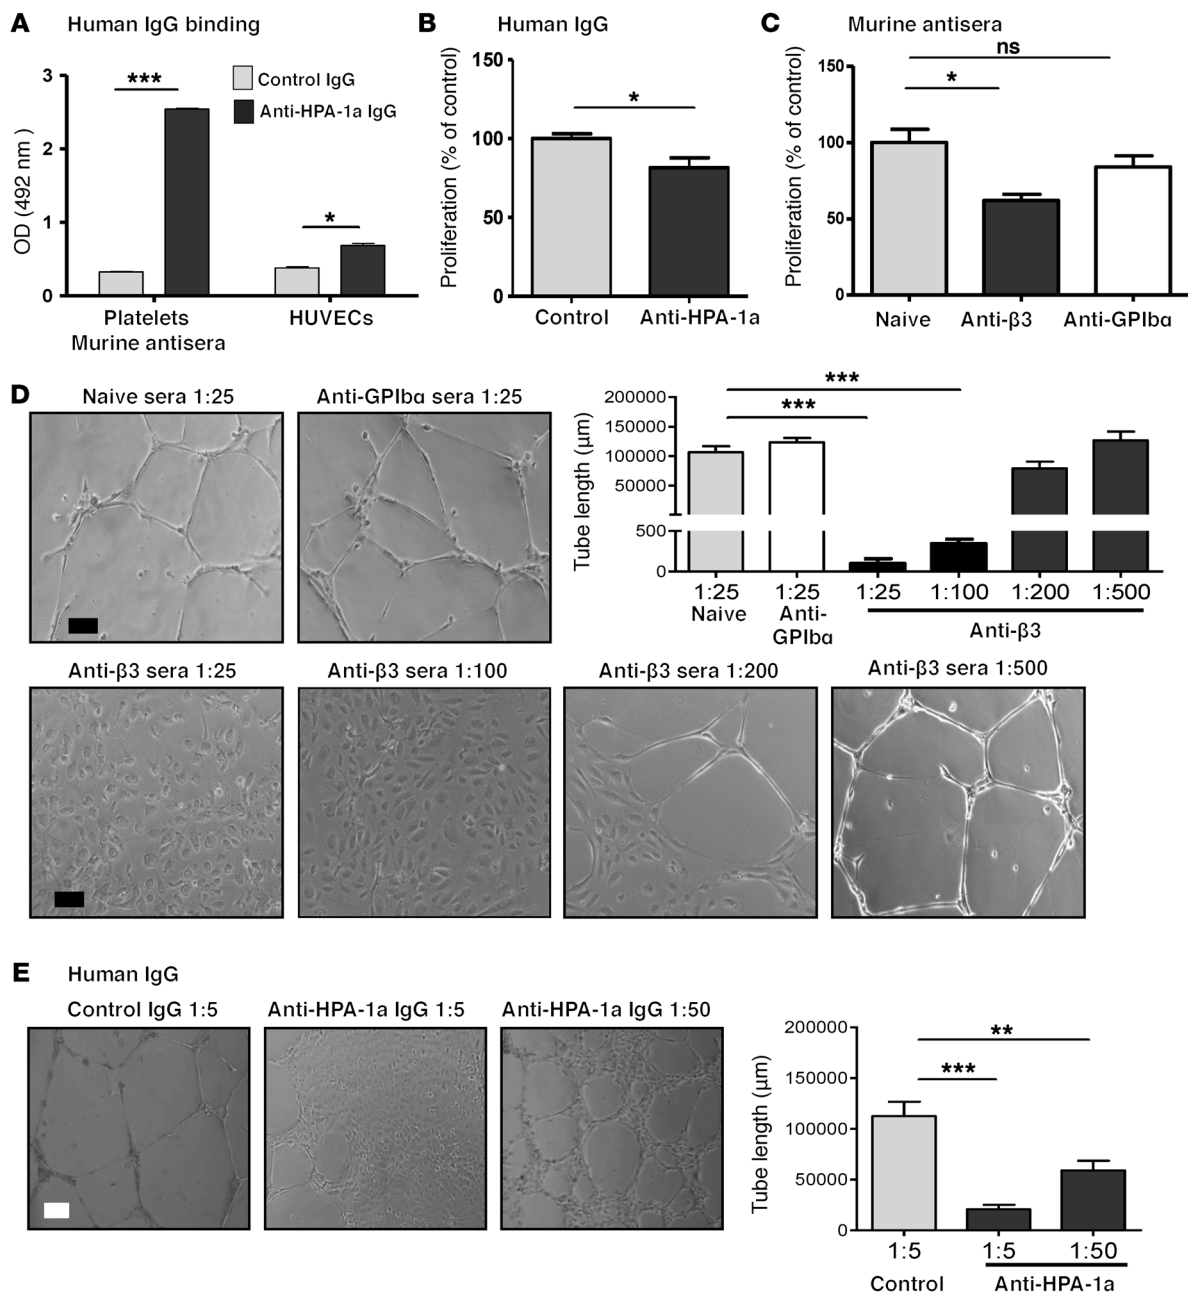 A Human IgG binding
***
*
Control IgG
Anti-HPA-1a IgG
OD (492 nm )
3
2
1
0
Platelets
HUVECs
Murine antisera
B Human IgG
*
Proliferation (% of control)
150
100
50
0
Control Anti-HPA-1a
C Murine antisera
ns
*
Proliferation (% of control)
150
100
50
0
Naive Anti-β3 Anti-GPIbα
D Naive sera 1:25
Anti-GPIbα sera 1:25
***
***
Tube length (µm)
200000
150000
100000
50000
500
0
1:25 1:25 1:25 1:100 1:200 1:500
Naive Anti-
GPIbα
Anti-β3
Anti-β3 sera 1:25
Anti-β3 sera 1:100
Anti-β3 sera 1:200
Anti-β3 sera 1:500
E Human IgG
Control IgG 1:5
Anti-HPA-1a IgG 1:5
Anti-HPA-1a IgG 1:50
**
***
Tube length (µm)
200000
150000
100000
50000
0
1:5 1:5 1:50
Control Anti-HPA-1a